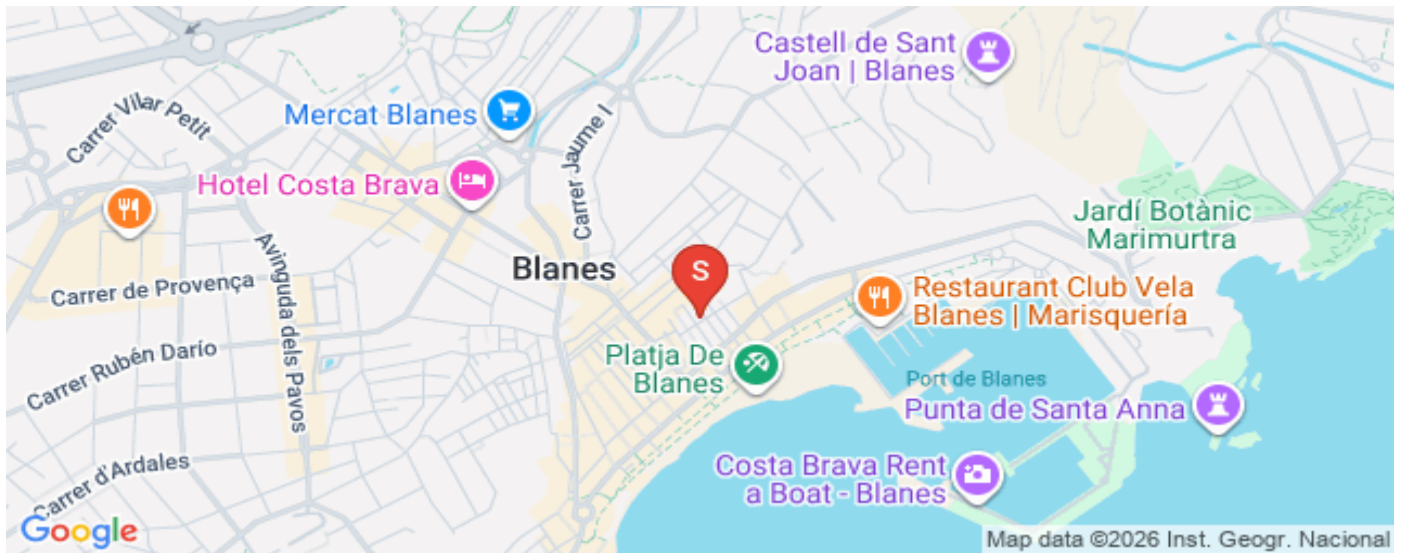 Castell de Sant
Joan | Blanes
Mercat Blanes
Carrer Vilar Petit
Carrer Jaume I
Hotel Costa Brava
Jardí Botànic
Marimurtra
Blanes
S
Avinguda dels Pavos
Carrer de Provença
Restaurant Club Vela
Blanes | Marisquería
Carrer Rubén Darío
Platja De
Blanes
Port de Blanes
Punta de Santa Anna
Carrer d'Ardales
Costa Brava Rent
a Boat - Blanes
Google
Map data ©2026 Inst. Geogr. Nacional